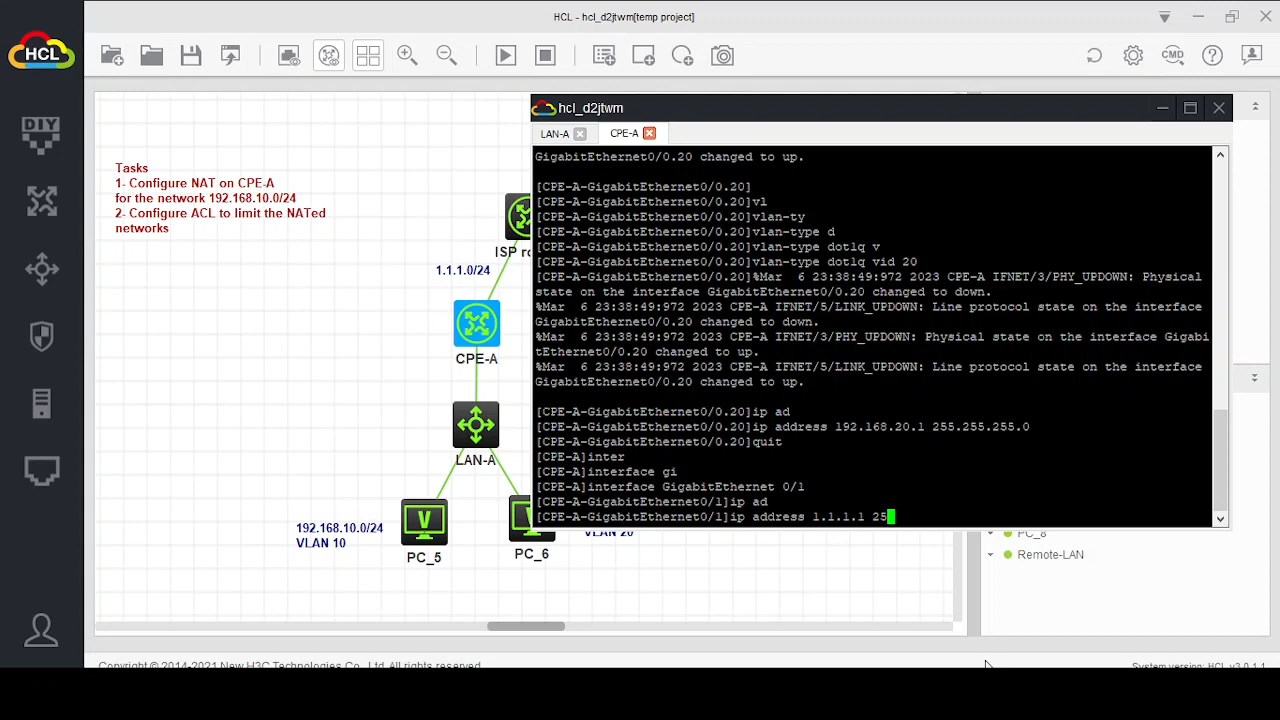 HCL - hcl_d2jtwm[temp project]
HCL
CMD
DIY
Tasks
1- Configure NAT on CPE-A
for the network 192.168.10.0/24
2- Configure ACL to limit the NATed
networks
ISP ro
1.1.1.0/24
CPE-A
LAN-A
192.168.10.0/24
VLAN 10
V
PC_5
V
PC_6
VLAN 20
hcl_d2jtwm
LAN-A
CPE-A
GigabitEthernet0/0.20 changed to up.
[CPE-A-GigabitEthernet0/0.20]
[CPE-A-GigabitEthernet0/0.20]vl
[CPE-A-GigabitEthernet0/0.20]vlan-ty
[CPE-A-GigabitEthernet0/0.20]vlan-type d
[CPE-A-GigabitEthernet0/0.20]vlan-type dot1q v
[CPE-A-GigabitEthernet0/0.20]vlan-type dot1q vid 20
[CPE-A-GigabitEthernet0/0.20]%Mar  6 23:38:49:972 2023 CPE-A IFNET/3/PHY_UPDOWN: Physical
state on the interface GigabitEthernet0/0.20 changed to down.
%Mar  6 23:38:49:972 2023 CPE-A IFNET/5/LINK_UPDOWN: Line protocol state on the interface
GigabitEthernet0/0.20 changed to down.
%Mar  6 23:38:49:972 2023 CPE-A IFNET/3/PHY_UPDOWN: Physical state on the interface Gigabi
tEthernet0/0.20 changed to up.
%Mar  6 23:38:49:972 2023 CPE-A IFNET/5/LINK_UPDOWN: Line protocol state on the interface
GigabitEthernet0/0.20 changed to up.
[CPE-A-GigabitEthernet0/0.20]ip ad
[CPE-A-GigabitEthernet0/0.20]ip address 192.168.20.1 255.255.255.0
[CPE-A-GigabitEthernet0/0.20]quit
[CPE-A]inter
[CPE-A]interface gi
[CPE-A]interface GigabitEthernet 0/1
[CPE-A-GigabitEthernet0/1]ip ad
[CPE-A-GigabitEthernet0/1]ip address 1.1.1.1 25
PC_8
Remote-LAN
Copyright © 2014-2021 New H3C Technologies Co., Ltd. All rights reserved.
System version: HCL v3.0.1.1